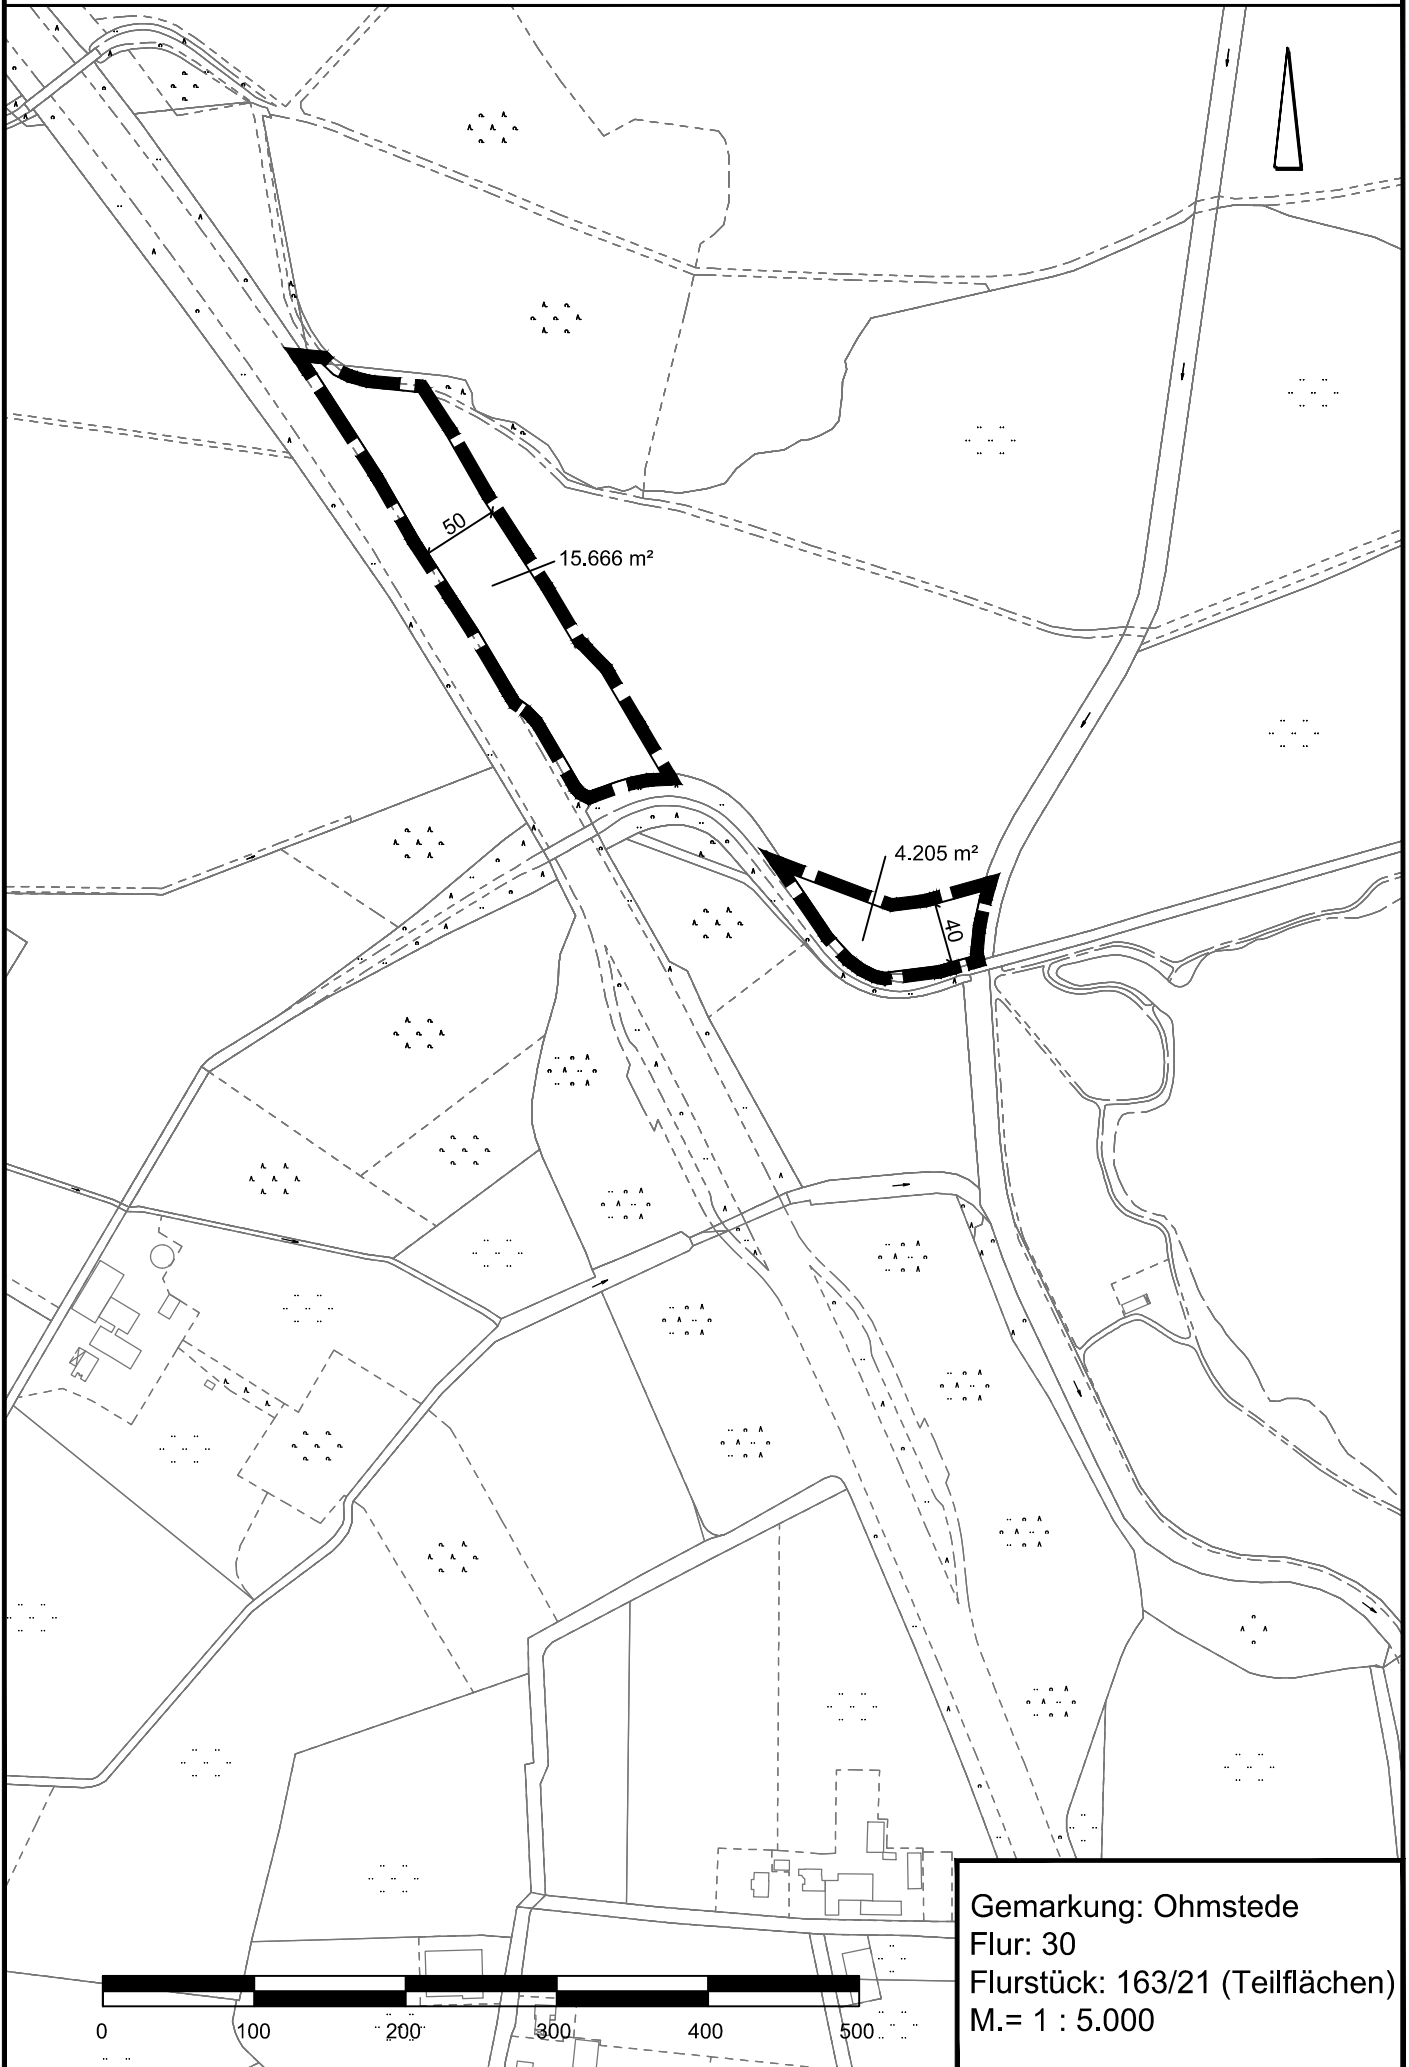 50
15.666 m²
4.205 m²
40
Gemarkung: Ohmstede
Flur: 30
Flurstück: 163/21 (Teilflächen)
M.= 1 : 5.000
0 100 200 300 400 500